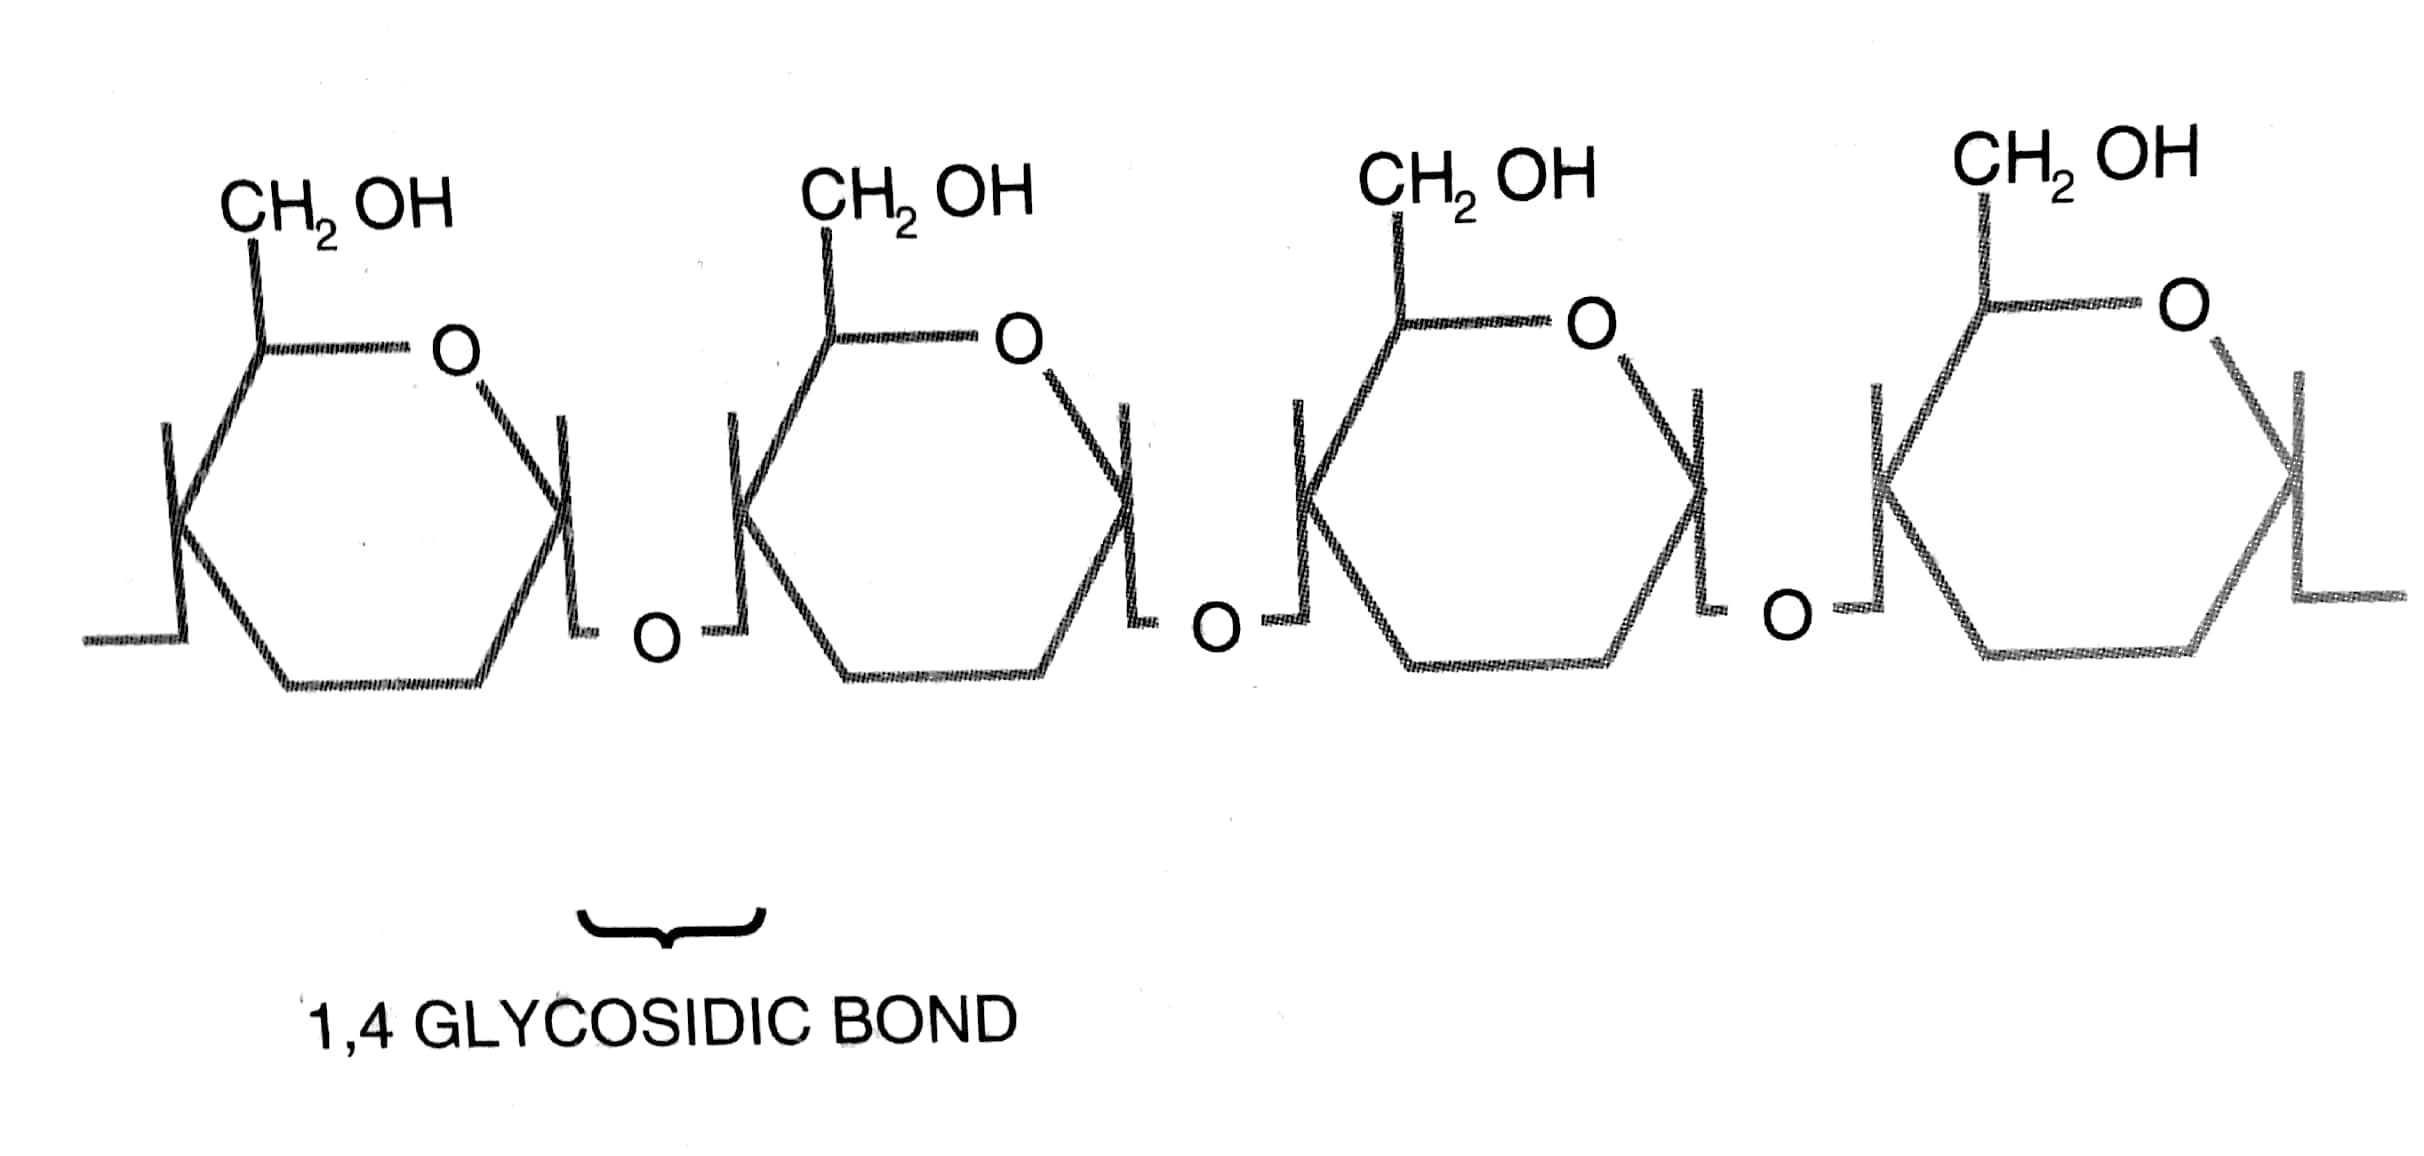 CH₂ OH CH₂ OH CH₂ OH CH₂ OH
O O O O
O O O
1,4 GLYCOSIDIC BOND